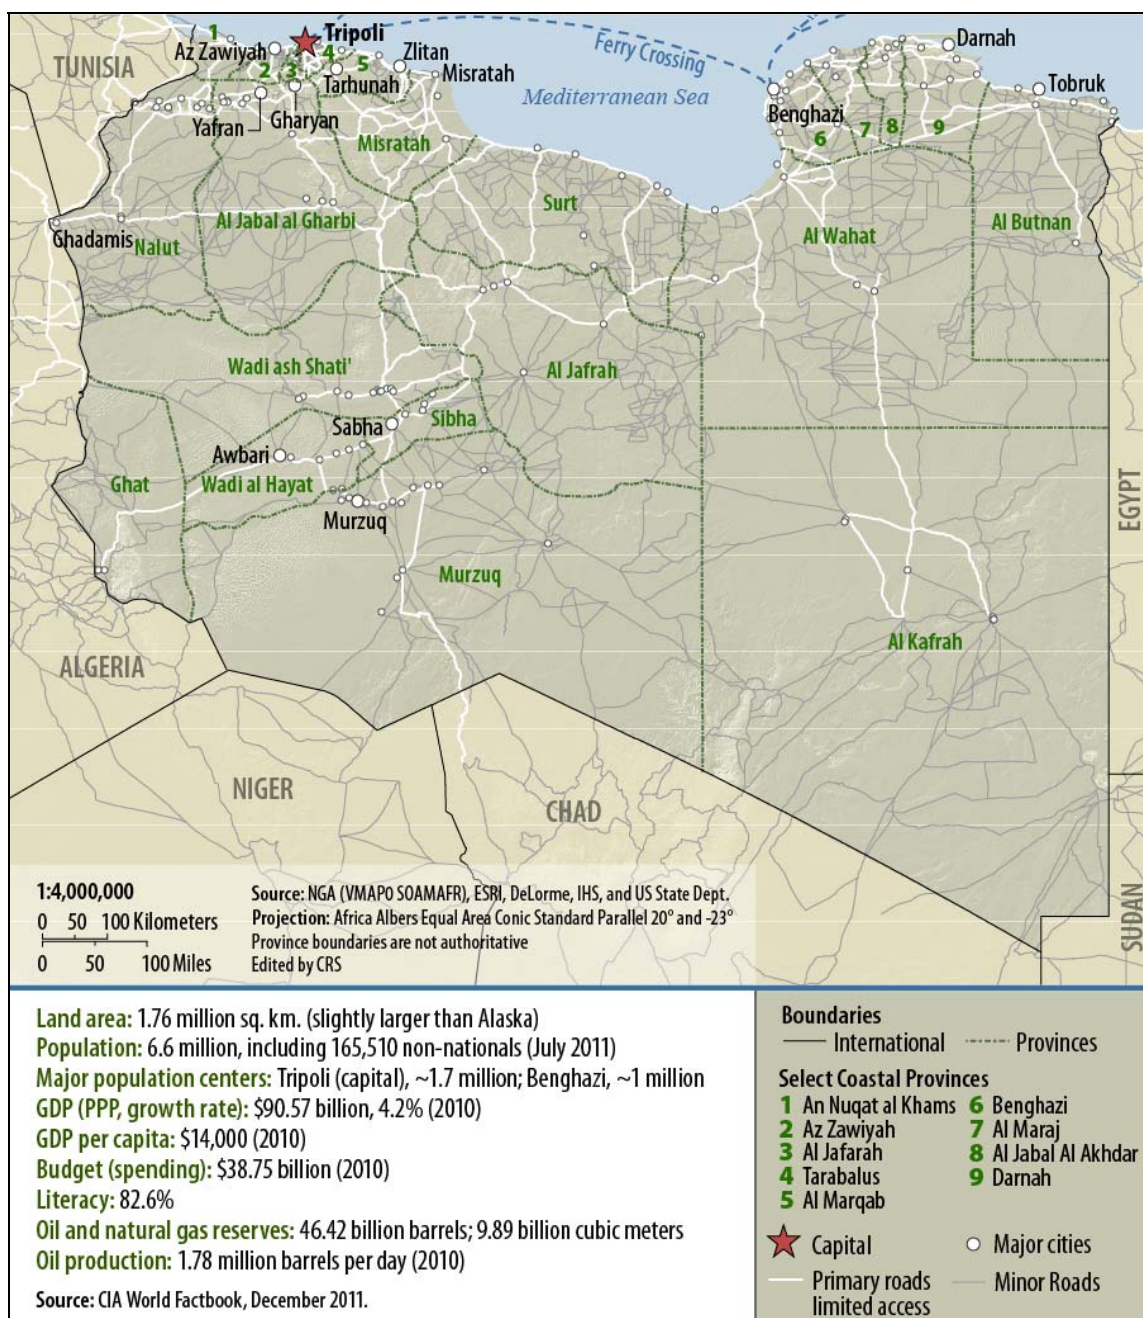 1
Tripoli
Az Zawiyah
4
Zlitan
Ferry Crossing
Darnah
TUNISIA
2
3
5
Tarhunah
Misratah
Mediterranean Sea
Tobruk
Yafran
Gharyan
Benghazi
Misratah
6
7
8
9
Surt
Al Jabal al Gharbi
Al Wahat
Al Butnan
Ghadamis
Nalut
Wadi ash Shati'
Al Jafrah
Sabha
Sibha
Awbari
Ghat
Wadi al Hayat
EGYPT
Murzuq
Murzuq
Al Kafrah
ALGERIA
NIGER
CHAD
SUDAN
1:4,000,000
0 50 100 Kilometers
0 50 100 Miles
Source: NGA (VMAP0 SOAMAFR), ESRI, DeLorme, IHS, and US State Dept.
Projection: Africa Albers Equal Area Conic Standard Parallel 20° and -23°
Province boundaries are not authoritative
Edited by CRS
Land area: 1.76 million sq. km. (slightly larger than Alaska)
Population: 6.6 million, including 165,510 non-nationals (July 2011)
Major population centers: Tripoli (capital), ~1.7 million; Benghazi, ~1 million
GDP (PPP, growth rate): $90.57 billion, 4.2% (2010)
GDP per capita: $14,000 (2010)
Budget (spending): $38.75 billion (2010)
Literacy: 82.6%
Oil and natural gas reserves: 46.42 billion barrels; 9.89 billion cubic meters
Oil production: 1.78 million barrels per day (2010)
Source: CIA World Factbook, December 2011.
Boundaries
International
Provinces
Select Coastal Provinces
1 An Nuqat al Khams
2 Az Zawiyah
3 Al Jafarah
4 Tarabalus
5 Al Marqab
6 Benghazi
7 Al Maraj
8 Al Jabal Al Akhdar
9 Darnah
Capital
Major cities
Primary roads
limited access
Minor Roads